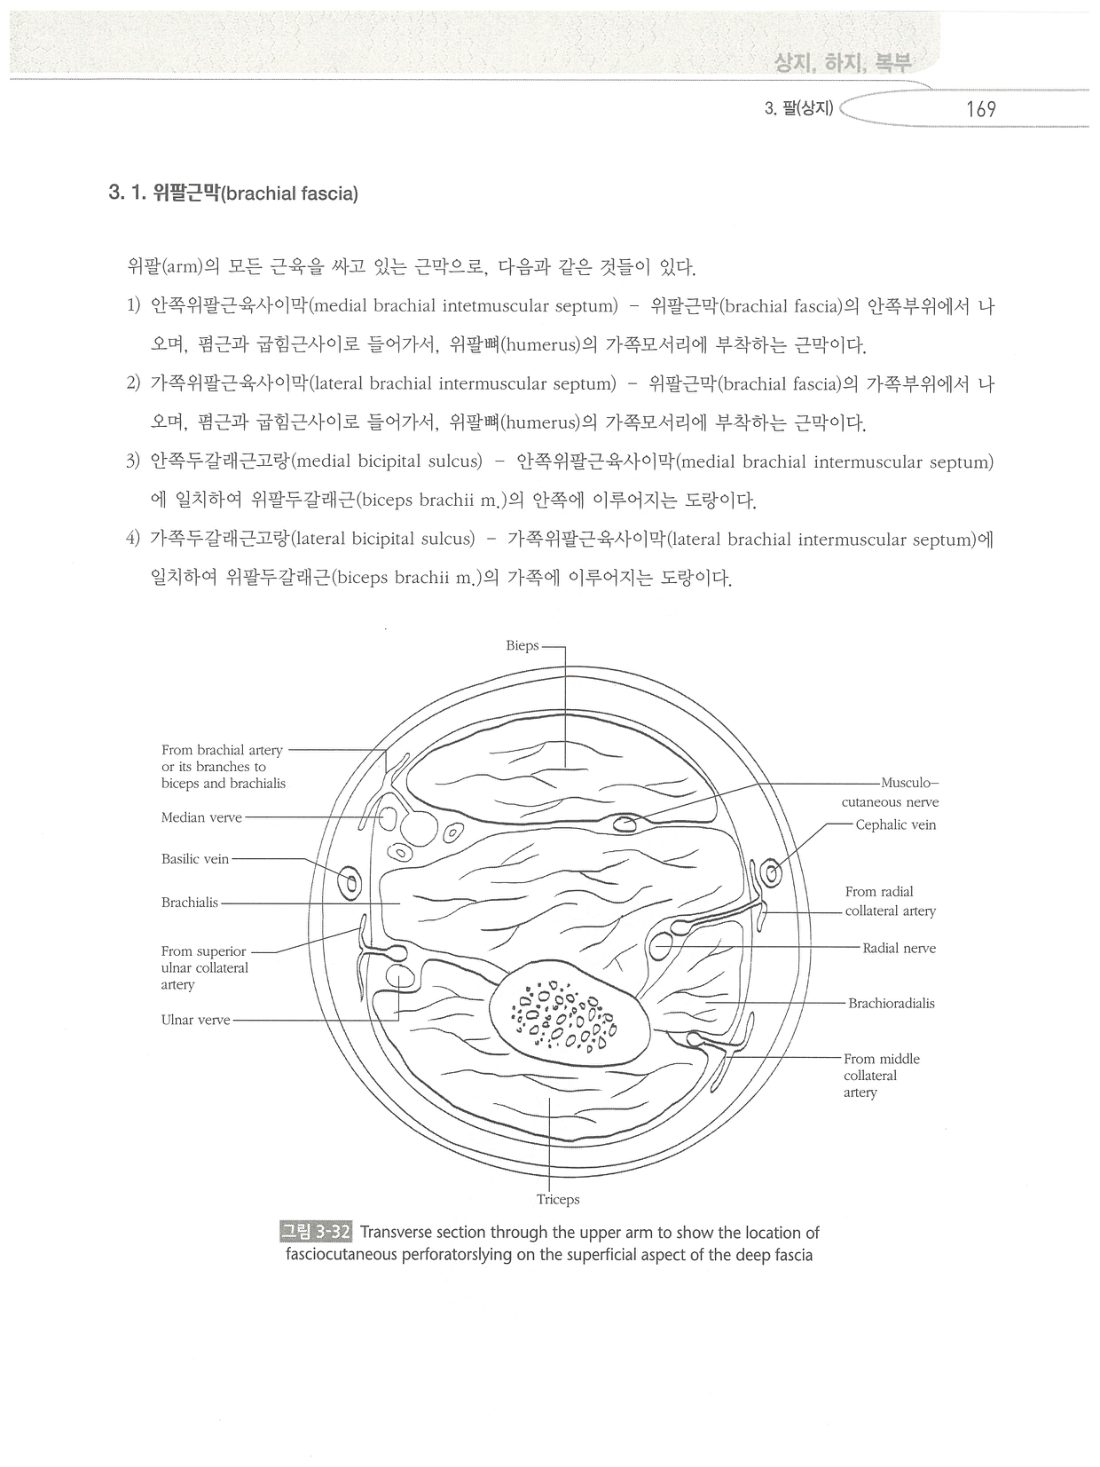 상지, 하지, 복부
3. 팔(상지)
169
3. 1. 위팔근막(brachial fascia)
위팔(arm)의 모든 근육을 싸고 있는 근막으로, 다음과 같은 것들이 있다.
1) 안쪽위팔근육사이막(medial brachial intetmuscular septum) - 위팔근막(brachial fascia)의 안쪽부위에서 나
오며, 폄근과 굽힘근사이로 들어가서, 위팔뼈(humerus)의 가쪽모서리에 부착하는 근막이다.
2) 가쪽위팔근육사이막(lateral brachial intermuscular septum) - 위팔근막(brachial fascia)의 가쪽부위에서 나
오며, 폄근과 굽힘근사이로 들어가서, 위팔뼈(humerus)의 가쪽모서리에 부착하는 근막이다.
3) 안쪽두갈래근고랑(medial bicipital sulcus) - 안쪽위팔근육사이막(medial brachial intermuscular septum)
에 일치하여 위팔두갈래근(biceps brachii m.)의 안쪽에 이루어지는 도랑이다.
4) 가쪽두갈래근고랑(lateral bicipital sulcus) - 가쪽위팔근육사이막(lateral brachial intermuscular septum)에
일치하여 위팔두갈래근(biceps brachii m.)의 가쪽에 이루어지는 도랑이다.
Bieps
From brachial artery
or its branches to
biceps and brachialis
Median verve
Basilic vein
Brachialis
From superior
ulnar collateral
artery
Ulnar verve
Musculo-
cutaneous nerve
Cephalic vein
From radial
collateral artery
Radial nerve
Brachioradialis
From middle
collateral
artery
Triceps
그림 3-32 Transverse section through the upper arm to show the location of
fasciocutaneous perforatorslying on the superficial aspect of the deep fascia